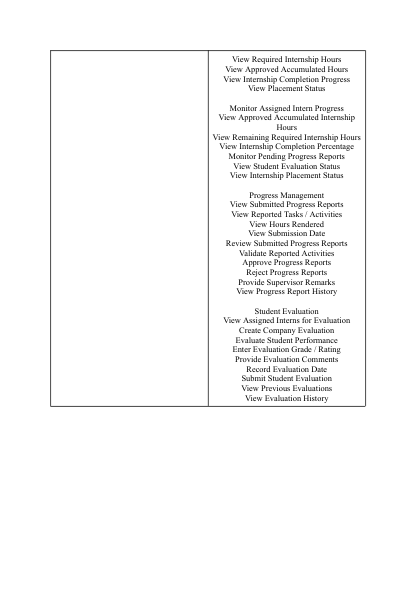 View Required Internship Hours
View Approved Accumulated Hours
View Internship Completion Progress
View Placement Status
Monitor Assigned Intern Progress
View Approved Accumulated Internship
Hours
View Remaining Required Internship Hours
View Internship Completion Percentage
Monitor Pending Progress Reports
View Student Evaluation Status
View Internship Placement Status
Progress Management
View Submitted Progress Reports
View Reported Tasks / Activities
View Hours Rendered
View Submission Date
Review Submitted Progress Reports
Validate Reported Activities
Approve Progress Reports
Reject Progress Reports
Provide Supervisor Remarks
View Progress Report History
Student Evaluation
View Assigned Interns for Evaluation
Create Company Evaluation
Evaluate Student Performance
Enter Evaluation Grade / Rating
Provide Evaluation Comments
Record Evaluation Date
Submit Student Evaluation
View Previous Evaluations
View Evaluation History